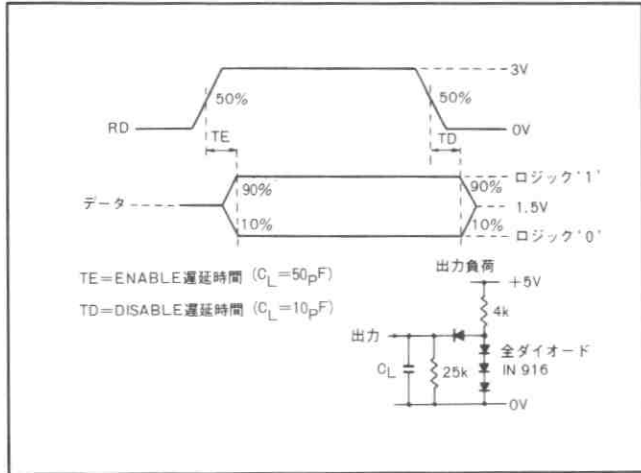 3V
50%
50%
RD
TE
TD
0V
ロジック'1'
90%
90%
データ
1.5V
10%
10%
ロジック'0'
TE=ENABLE遅延時間 (CL=50PF)
TD=DISABLE遅延時間 (CL=10PF)
出力負荷
+5V
4k
出力
全ダイオード
IN 916
CL
25k
0V